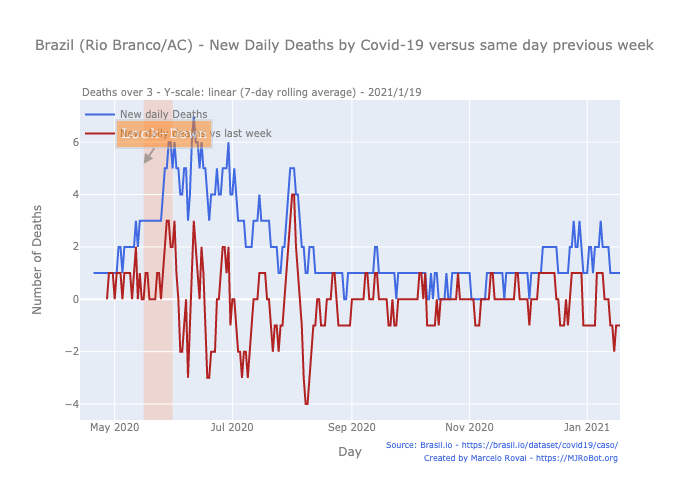 Brazil (Rio Branco/AC) - New Daily Deaths by Covid-19 versus same day previous week
Deaths over 3 - Y-scale: linear (7-day rolling average) - 2021/1/19
New daily Deaths
New daily Deaths vs last week
Lock-Down
Number of Deaths
6
4
2
0
−2
−4
May 2020
Jul 2020
Sep 2020
Nov 2020
Jan 2021
Day
Source: Brasil.io - https://brasil.io/dataset/covid19/caso/
Created by Marcelo Rovai - https://MJRoBot.org